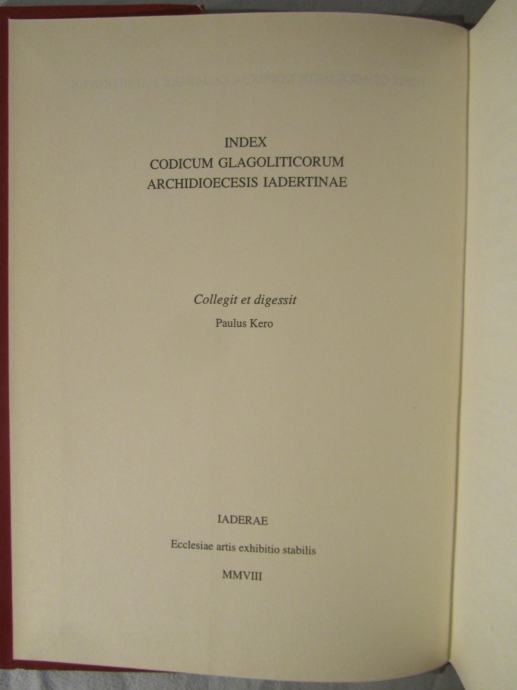 INDEX
CODICUM GLAGOLITICORUM
ARCHIDIOECESIS IADERTINAE
Collegit et digessit
Paulus Kero
IADERAE
Ecclesiae artis exhibitio stabilis
MMVIII